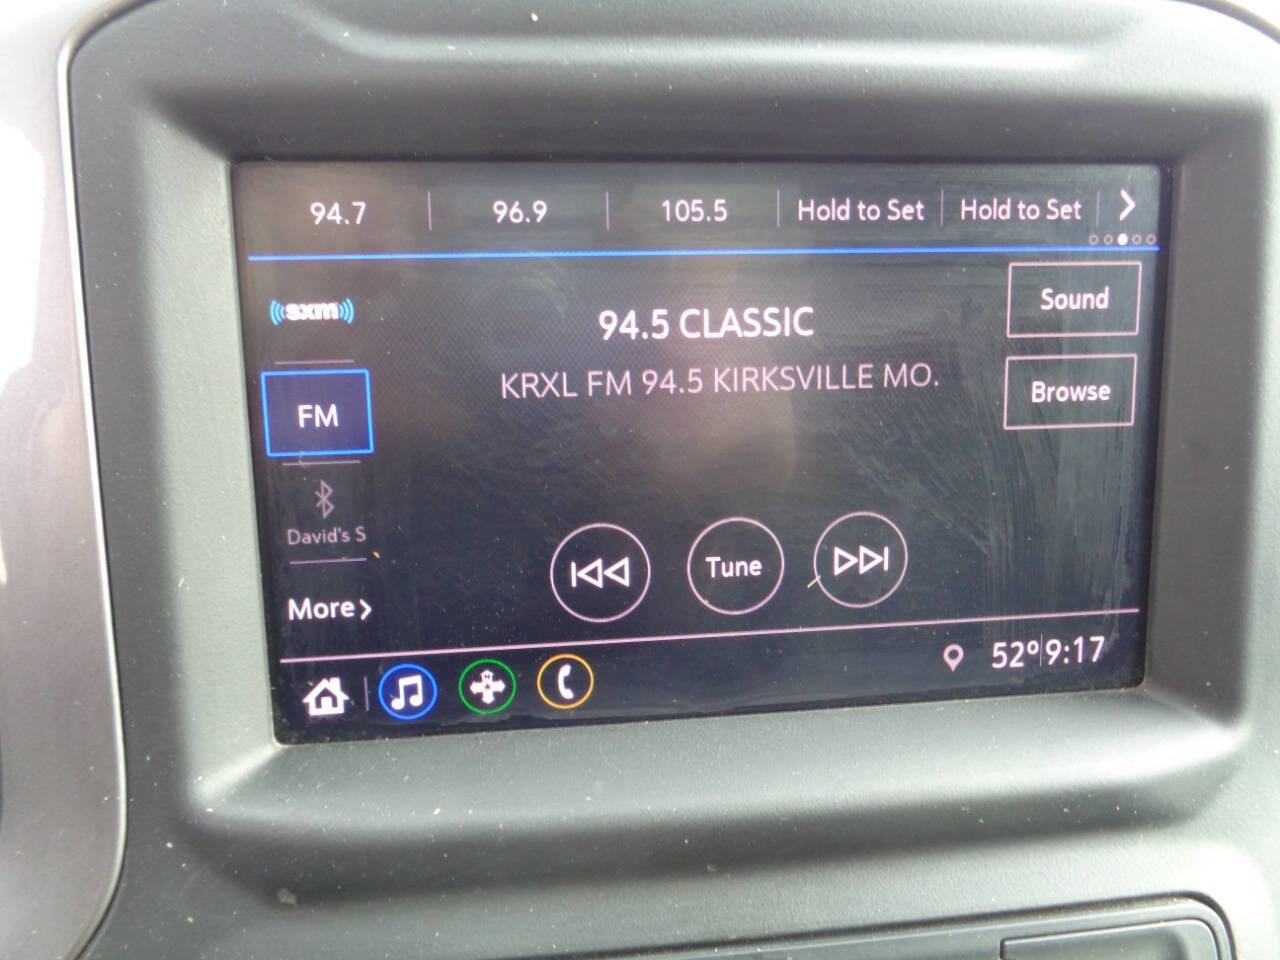 94.7 96.9 105.5 Hold to Set Hold to Set
sxm
94.5 CLASSIC
Sound
KRXL FM 94.5 KIRKSVILLE MO.
Browse
FM
David's S
Tune
More
52° 9:17